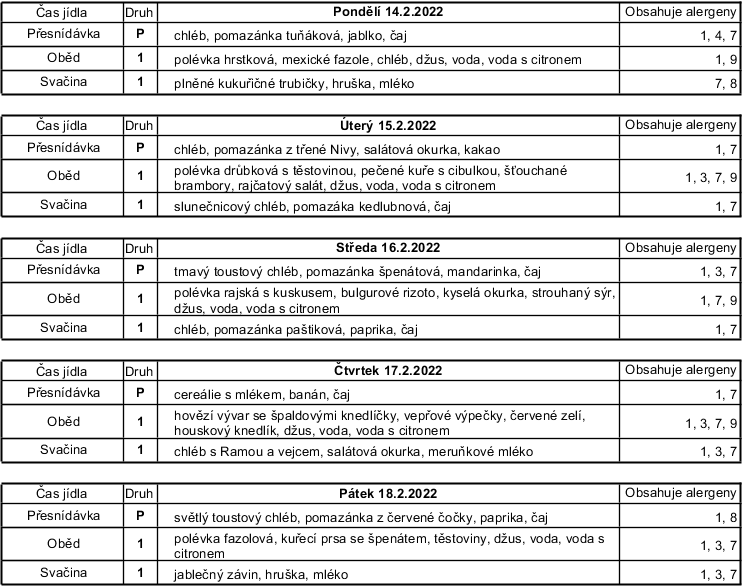 Čas jídla Druh Pondělí 14.2.2022 Obsahuje alergeny
Přesnídávka P chléb, pomazánka tuňáková, jablko, čaj 1, 4, 7
Oběd 1 polévka hrstková, mexické fazole, chléb, džus, voda, voda s citronem 1, 9
Svačina 1 plněné kukuřičné trubičky, hruška, mléko 7, 8
Čas jídla Druh Úterý 15.2.2022 Obsahuje alergeny
Přesnídávka P chléb, pomazánka z třené Nivy, salátová okurka, kakao 1, 7
Oběd 1 polévka drůbková s těstovinou, pečené kuře s cibulkou, šťouchané
brambory, rajčatový salát, džus, voda, voda s citronem 1, 3, 7, 9
Svačina 1 slunečnicový chléb, pomazáka kedlubnová, čaj 1, 7
Čas jídla Druh Středa 16.2.2022 Obsahuje alergeny
Přesnídávka P tmavý toustový chléb, pomazánka špenátová, mandarinka, čaj 1, 3, 7
Oběd 1 polévka rajská s kuskusem, bulgurové rizoto, kyselá okurka, strouhaný sýr,
džus, voda, voda s citronem 1, 7, 9
Svačina 1 chléb, pomazánka paštiková, paprika, čaj 1, 7
Čas jídla Druh Čtvrtek 17.2.2022 Obsahuje alergeny
Přesnídávka P cereálie s mlékem, banán, čaj 1, 7
Oběd 1 hovězí vývar se špaldovými knedlíčky, vepřové výpečky, červené zelí,
houskový knedlík, džus, voda, voda s citronem 1, 3, 7, 9
Svačina 1 chléb s Ramou a vejcem, salátová okurka, meruňkové mléko 1, 3, 7
Čas jídla Druh Pátek 18.2.2022 Obsahuje alergeny
Přesnídávka P světlý toustový chléb, pomazánka z červené čočky, paprika, čaj 1, 8
Oběd 1 polévka fazolová, kuřecí prsa se špenátem, těstoviny, džus, voda, voda s
citronem 1, 3, 7
Svačina 1 jablečný závin, hruška, mléko 1, 3, 7